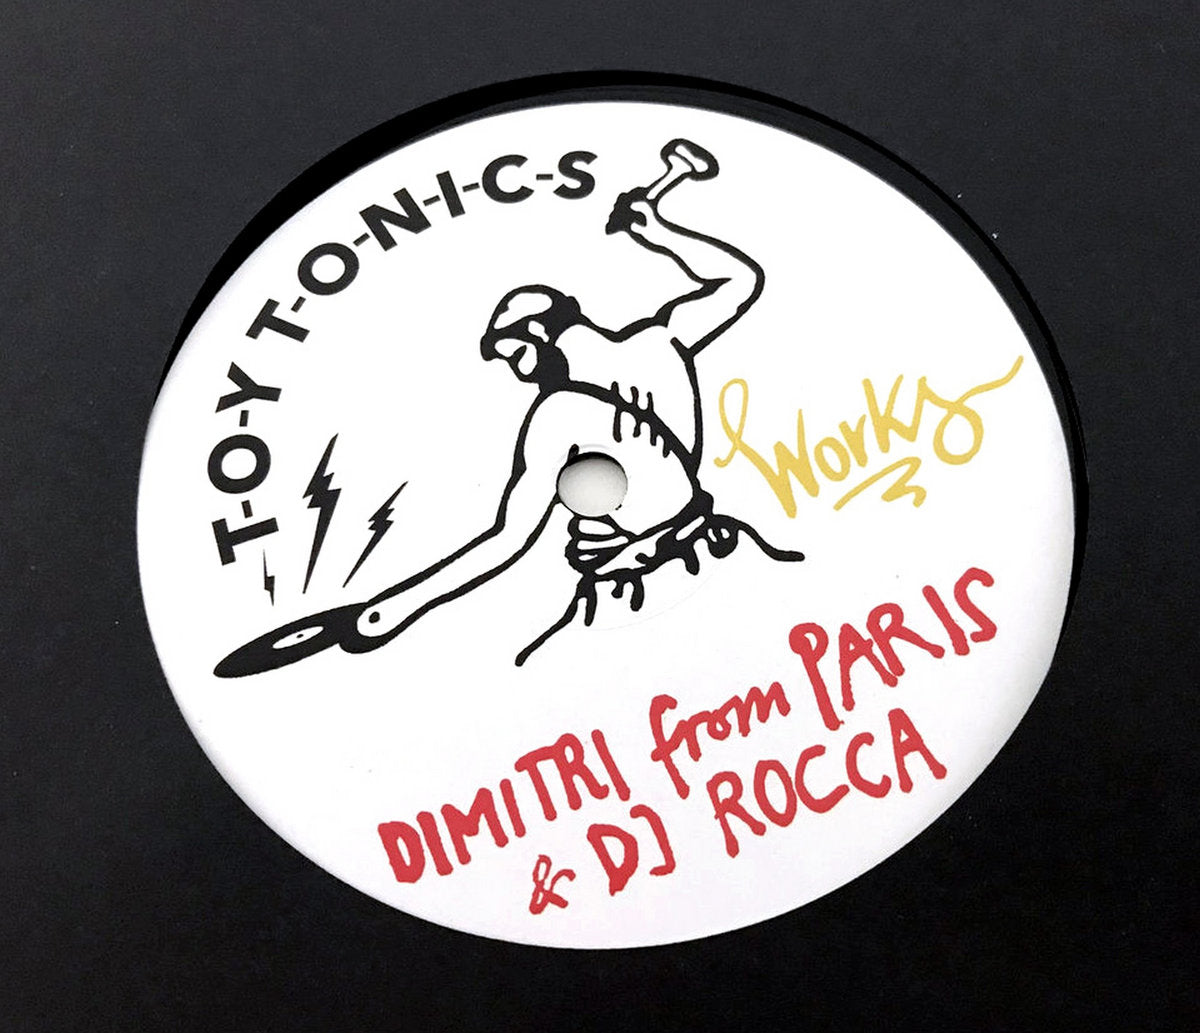 T-O-Y T-O-N-I-C-S
Works
DIMITRI from PARIS
& DJ ROCCA